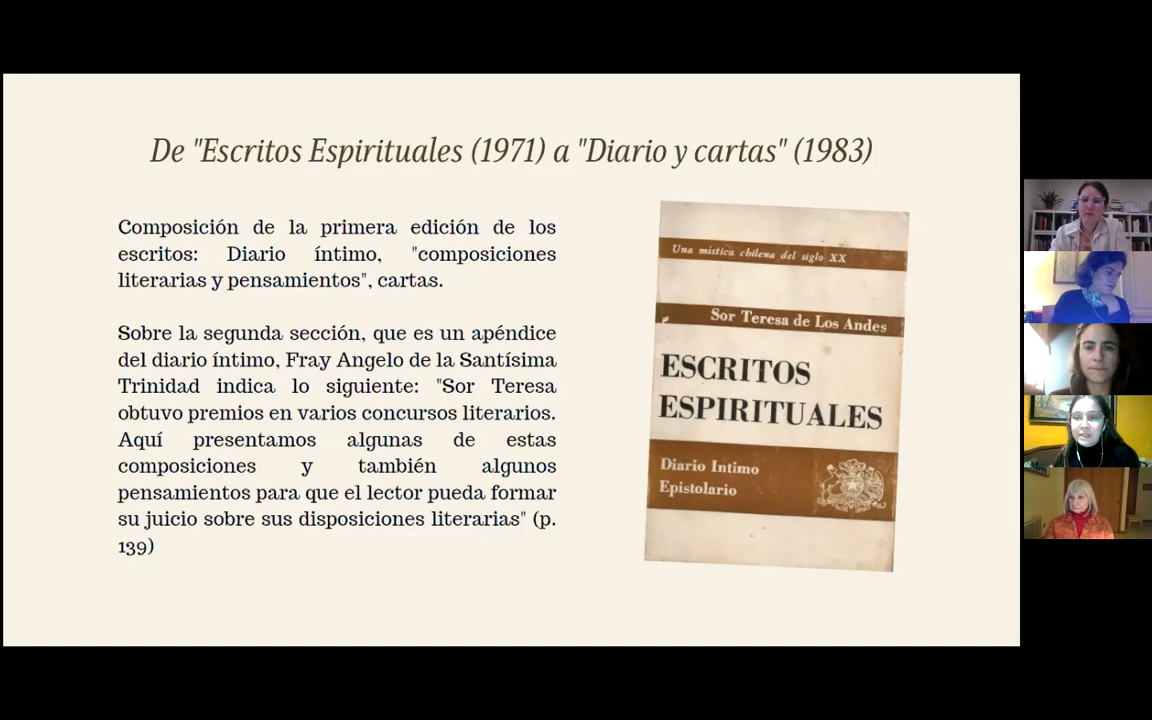 De "Escritos Espirituales (1971) a "Diario y cartas" (1983)
Composición de la primera edición de los
escritos: Diario íntimo, "composiciones
literarias y pensamientos", cartas.
Sobre la segunda sección, que es un apéndice
del diario íntimo, Fray Angelo de la Santísima
Trinidad indica lo siguiente: "Sor Teresa
obtuvo premios en varios concursos literarios.
Aquí presentamos algunas de estas
composiciones y también algunos
pensamientos para que el lector pueda formar
su juicio sobre sus disposiciones literarias" (p.
139)
Una mística chilena del siglo XX
Sor Teresa de Los Andes
ESCRITOS
ESPIRITUALES
Diario Intimo
Epistolario